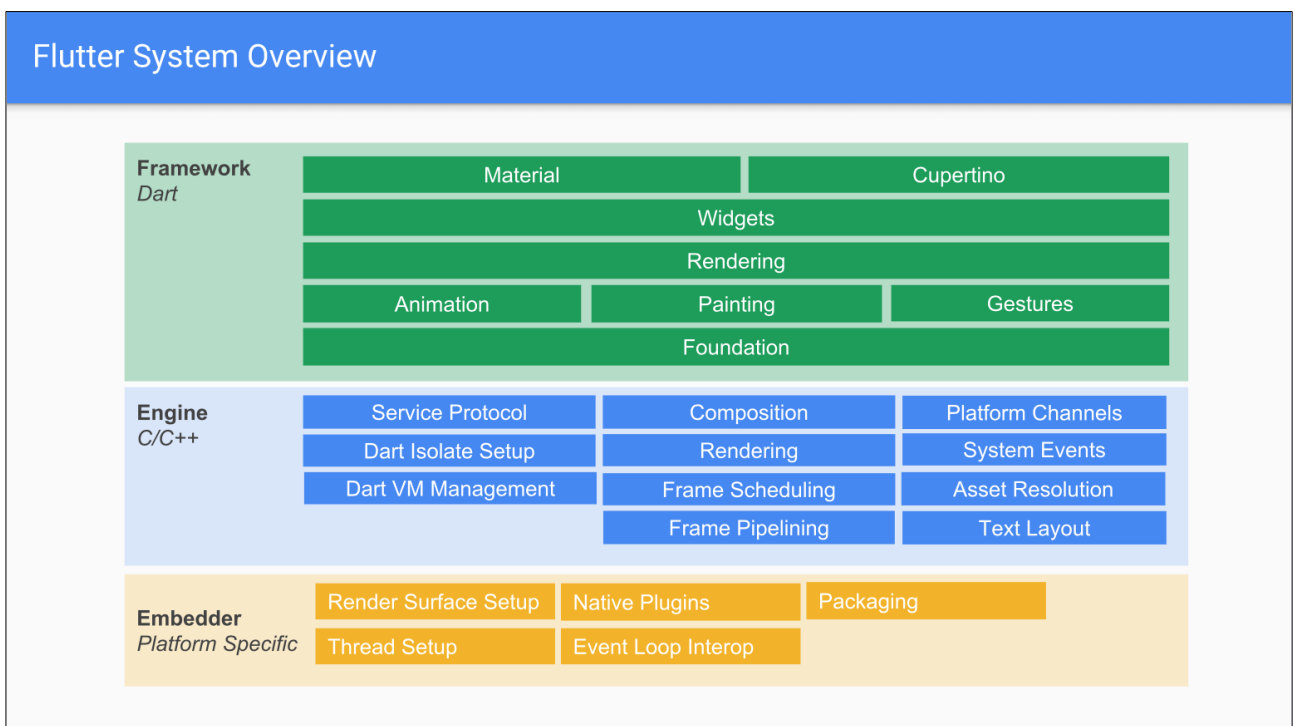 Flutter System Overview
Framework
Dart
Material
Cupertino
Widgets
Rendering
Animation
Painting
Gestures
Foundation
Engine
C/C++
Service Protocol
Composition
Platform Channels
Dart Isolate Setup
Rendering
System Events
Dart VM Management
Frame Scheduling
Asset Resolution
Frame Pipelining
Text Layout
Embedder
Platform Specific
Render Surface Setup
Native Plugins
Packaging
Thread Setup
Event Loop Interop